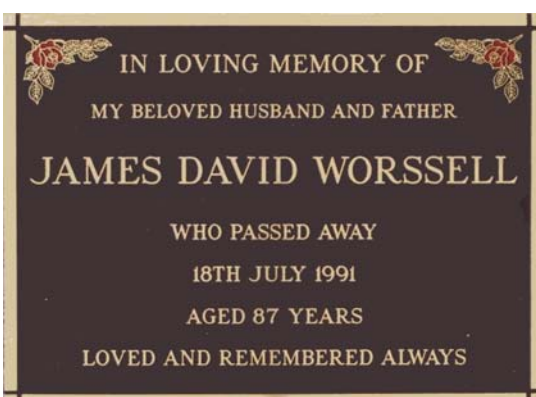 IN LOVING MEMORY OF
MY BELOVED HUSBAND AND FATHER
JAMES DAVID WORSSELL
WHO PASSED AWAY
18TH JULY 1991
AGED 87 YEARS
LOVED AND REMEMBERED ALWAYS